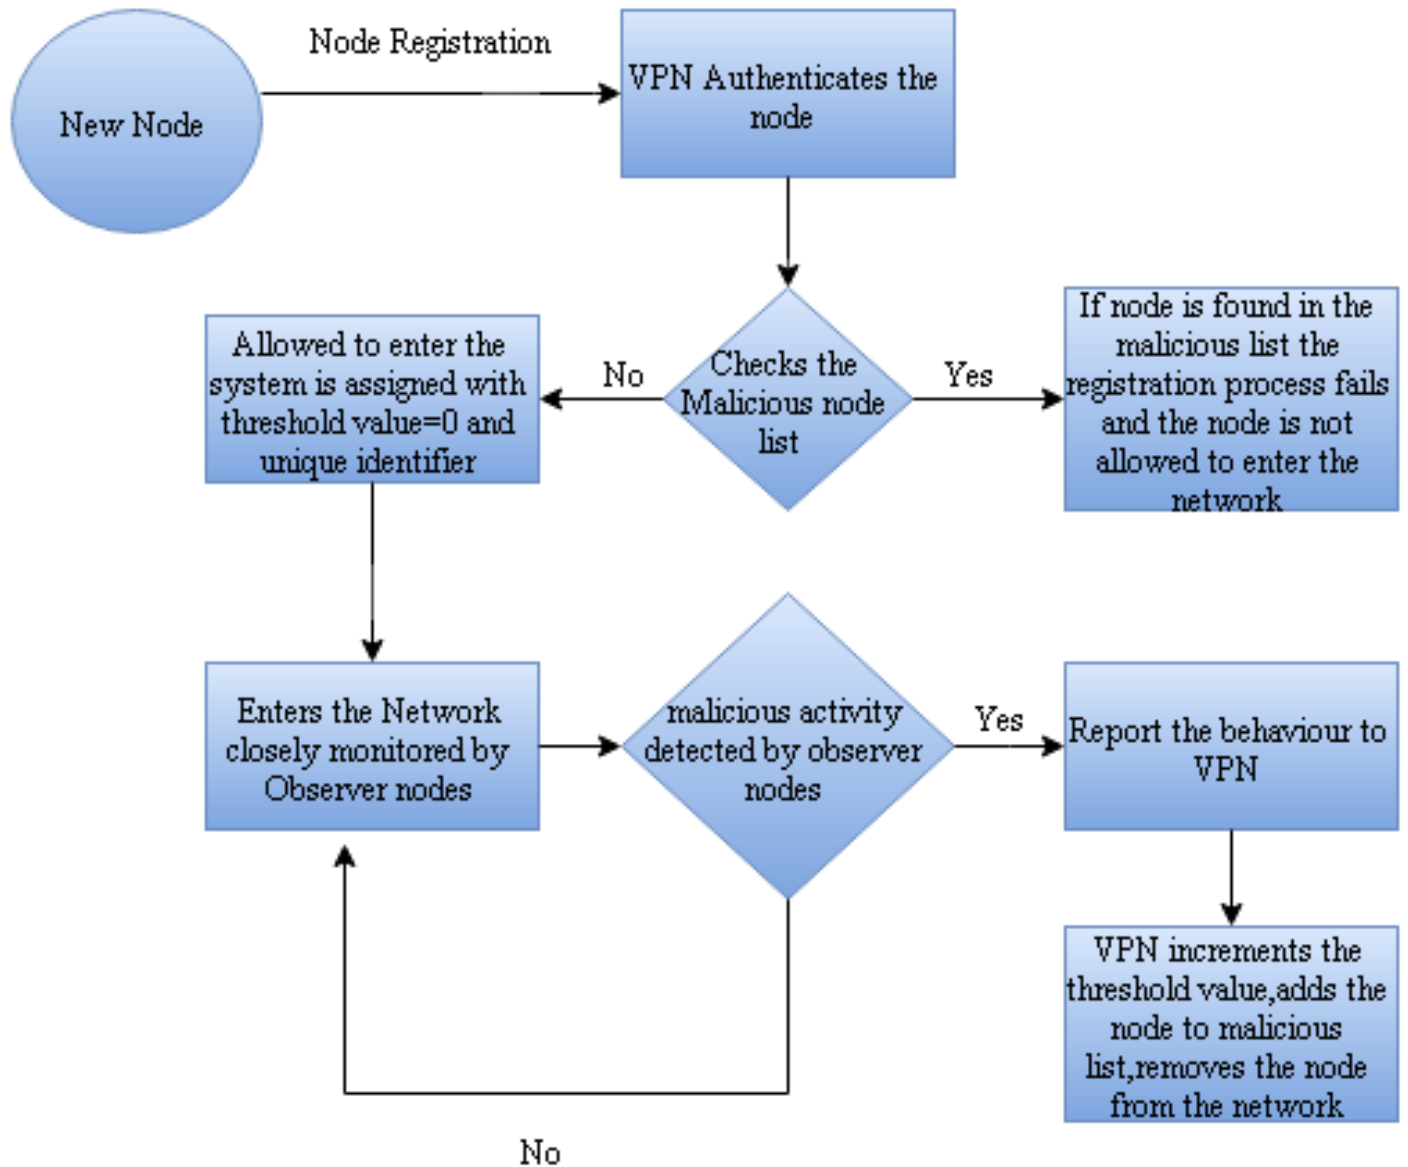 Node Registration
New Node
VPN Authenticates the
node
Allowed to enter the
system is assigned with
threshold value=0 and
unique identifier
No
Checks the
Malicious node
list
Yes
If node is found in the
malicious list the
registration process fails
and the node is not
allowed to enter the
network
Enters the Network
closely monitored by
Observer nodes
malicious activity
detected by observer
nodes
Yes
Report the behaviour to
VPN
VPN increments the
threshold value,adds the
node to malicious
list,removes the node
from the network
No